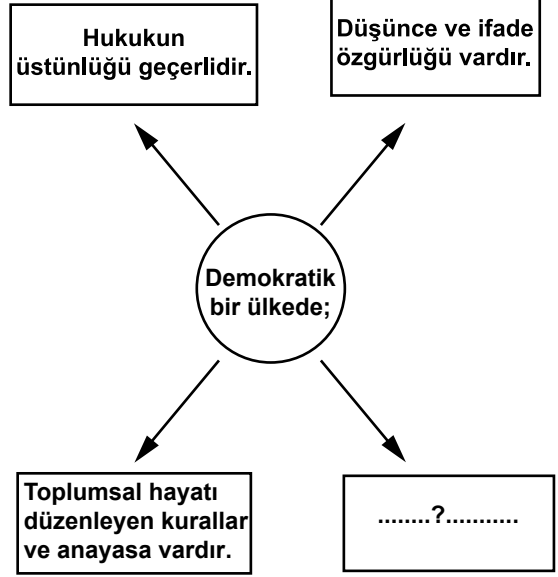 Hukukun
üstünlüğü geçerlidir.
Düşünce ve ifade
özgürlüğü vardır.
Demokratik
bir ülkede;
Toplumsal hayatı
düzenleyen kurallar
ve anayasa vardır.
........?...........